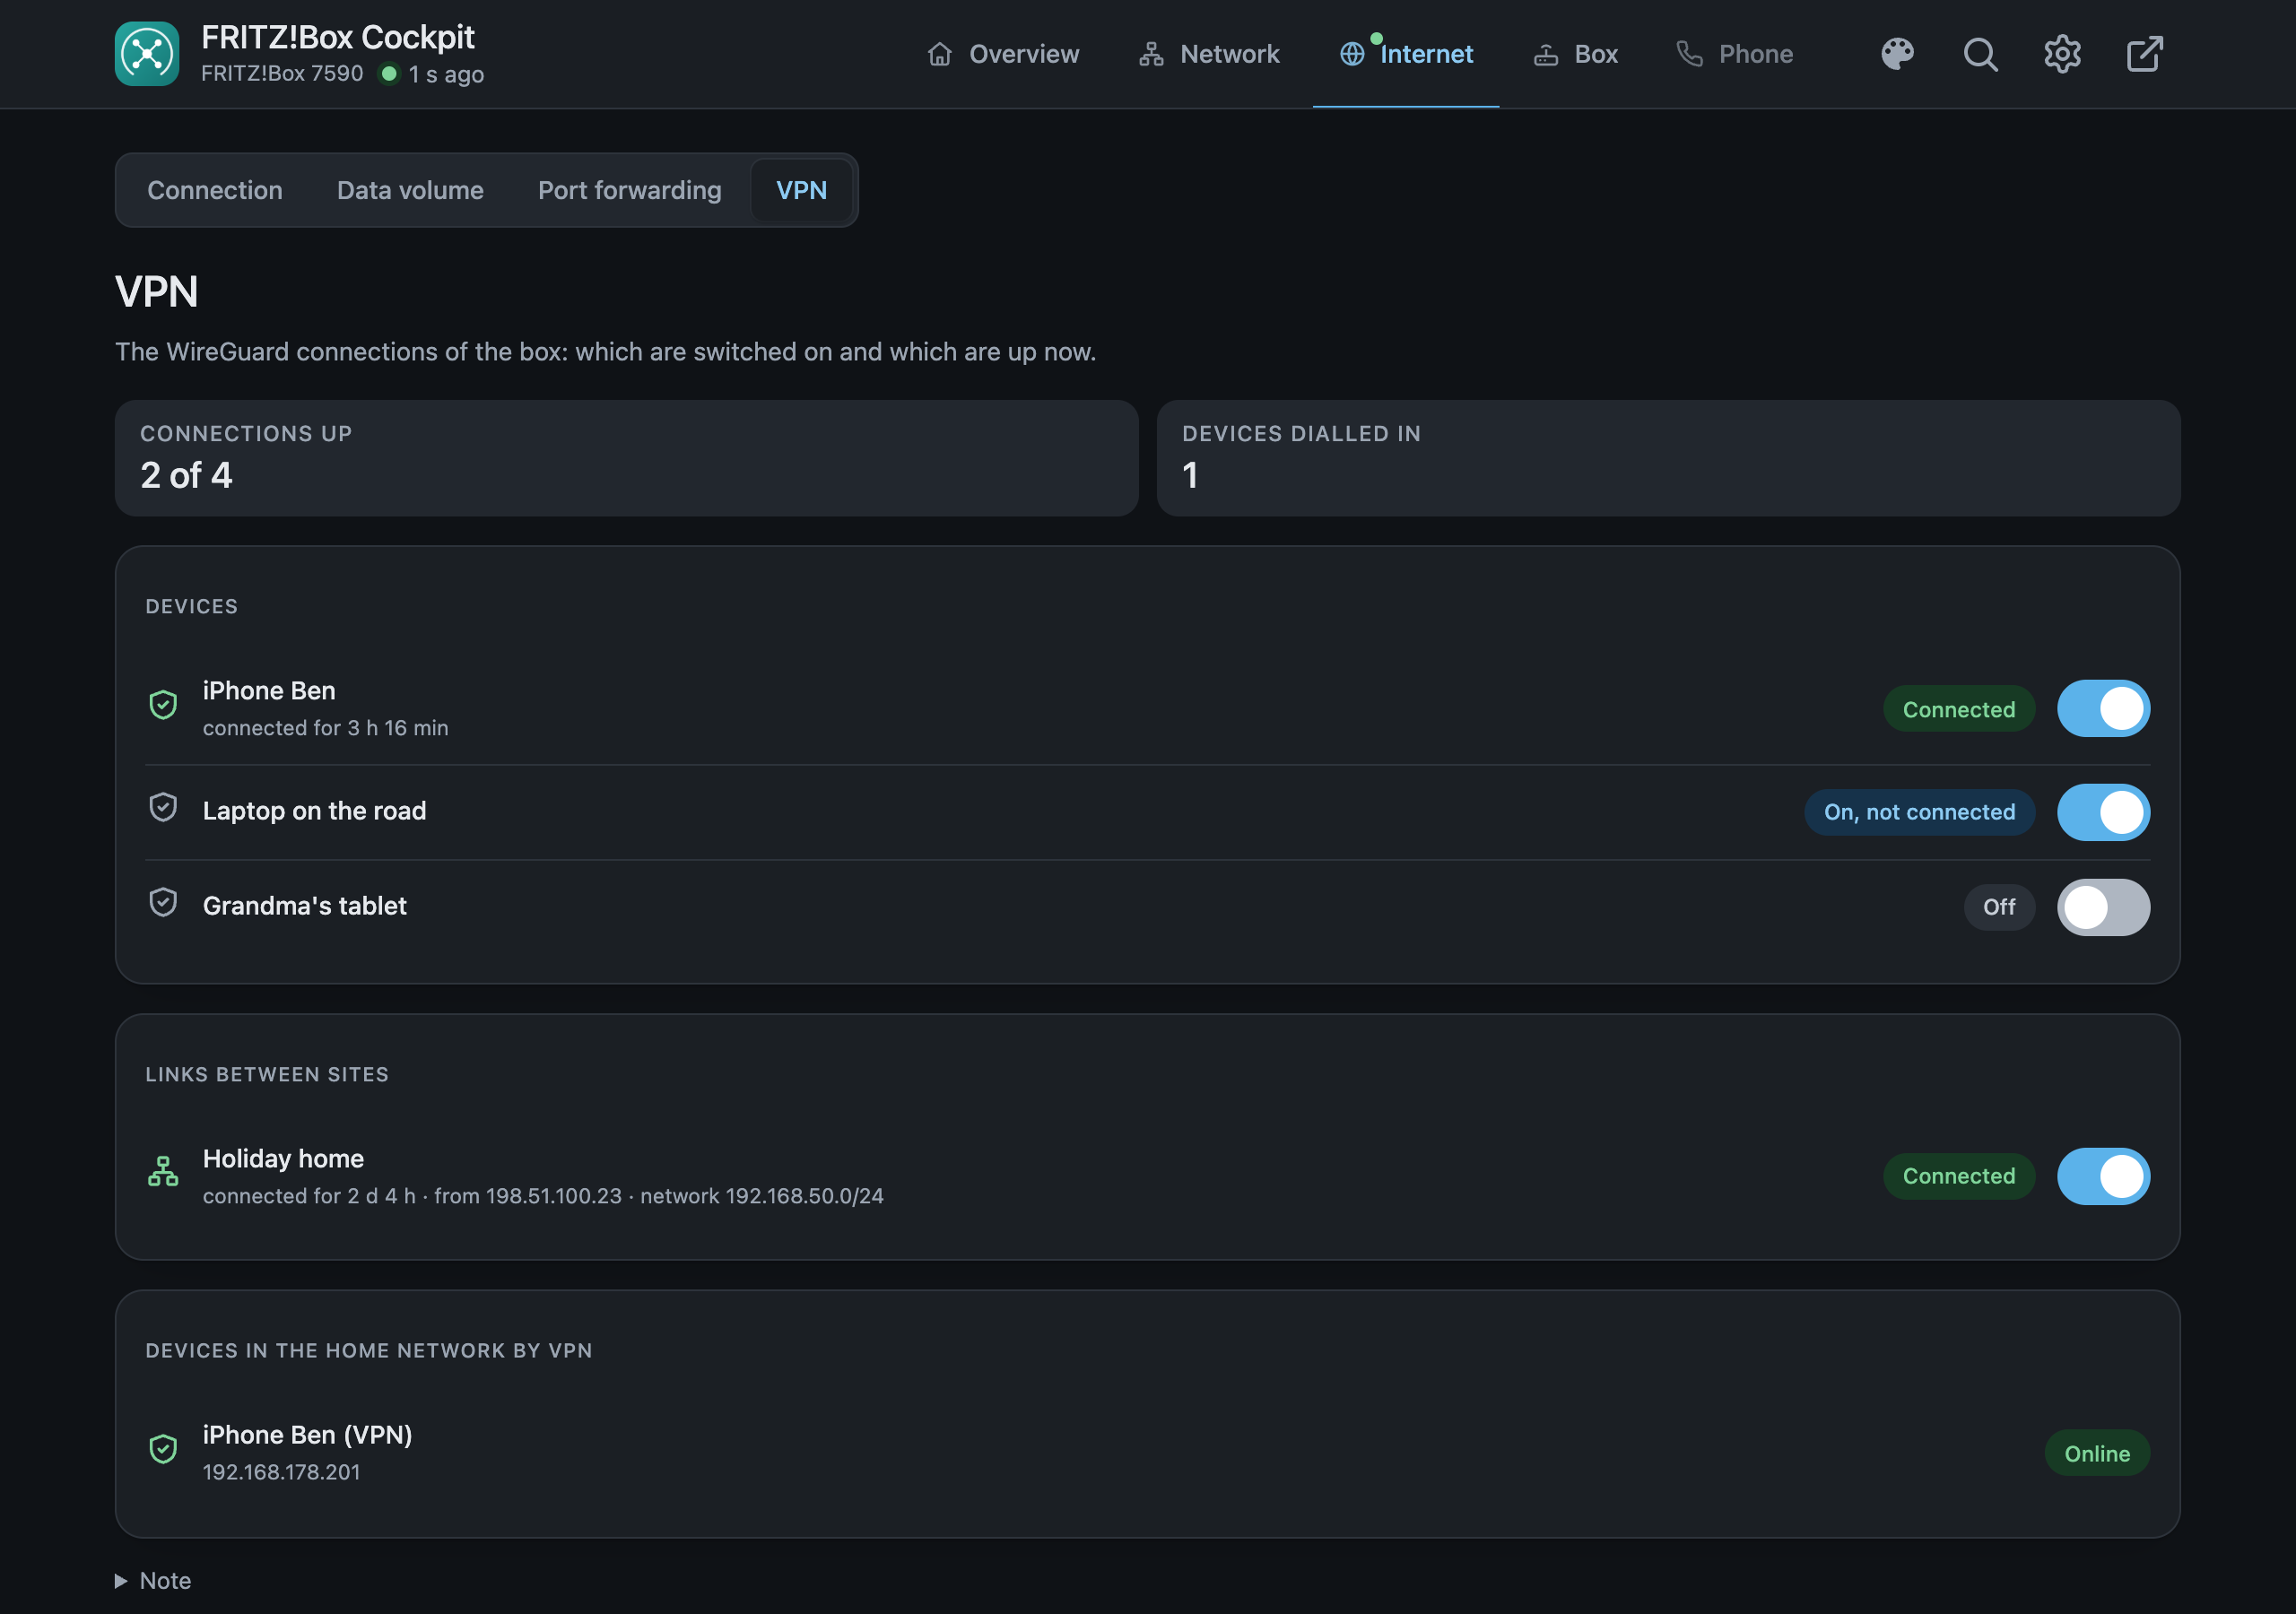 FRITZ!Box Cockpit
FRITZ!Box 7590 1 s ago
Overview
Network
Internet
Box
Phone
Connection
Data volume
Port forwarding
VPN
VPN
The WireGuard connections of the box: which are switched on and which are up now.
CONNECTIONS UP
2 of 4
DEVICES DIALLED IN
1
DEVICES
iPhone Ben
connected for 3 h 16 min
Connected
Laptop on the road
On, not connected
Grandma's tablet
Off
LINKS BETWEEN SITES
Holiday home
connected for 2 d 4 h · from 198.51.100.23 · network 192.168.50.0/24
Connected
DEVICES IN THE HOME NETWORK BY VPN
iPhone Ben (VPN)
192.168.178.201
Online
Note